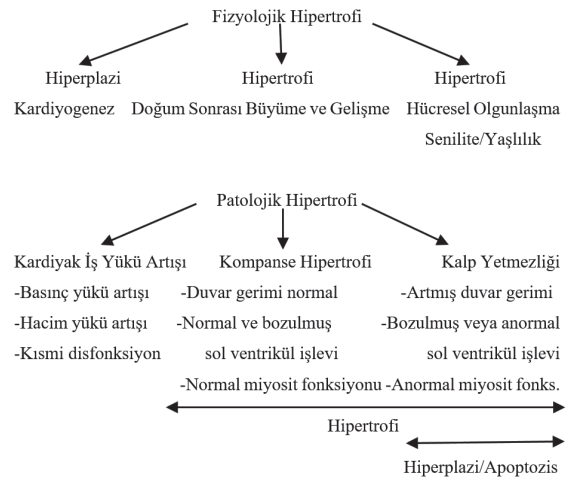 Fizyolojik Hipertrofi
Hiperplazi Hipertrofi Hipertrofi
Kardiyogenez Doğum Sonrası Büyüme ve Gelişme Hücresel Olgunlaşma
Senilite/Yaşlılık
Patolojik Hipertrofi
Kardiyak İş Yükü Artışı Kompanse Hipertrofi Kalp Yetmezliği
-Basınç yükü artışı -Duvar gerimi normal -Artmış duvar gerimi
-Hacim yükü artışı -Normal ve bozulmuş -Bozulmuş veya anormal
-Kısmi disfonksiyon sol ventrikül işlevi sol ventrikül işlevi
-Normal miyosit fonksiyonu -Anormal miyosit fonks.
Hipertrofi
Hiperplazi/Apoptozis